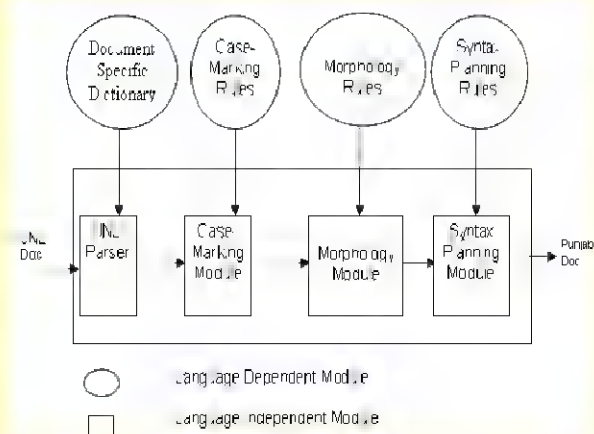 Document
Specific
Dictionary
Case-
Marking
Rules
Morphology
Rules
Syntax-
Planning
Rules
UNL
Doc
UNL
Parser
Case-
Marking
Module
Morphology
Module
Syntax
Planning
Module
Punjabi
Doc
Language Dependent Module
Language Independent Module